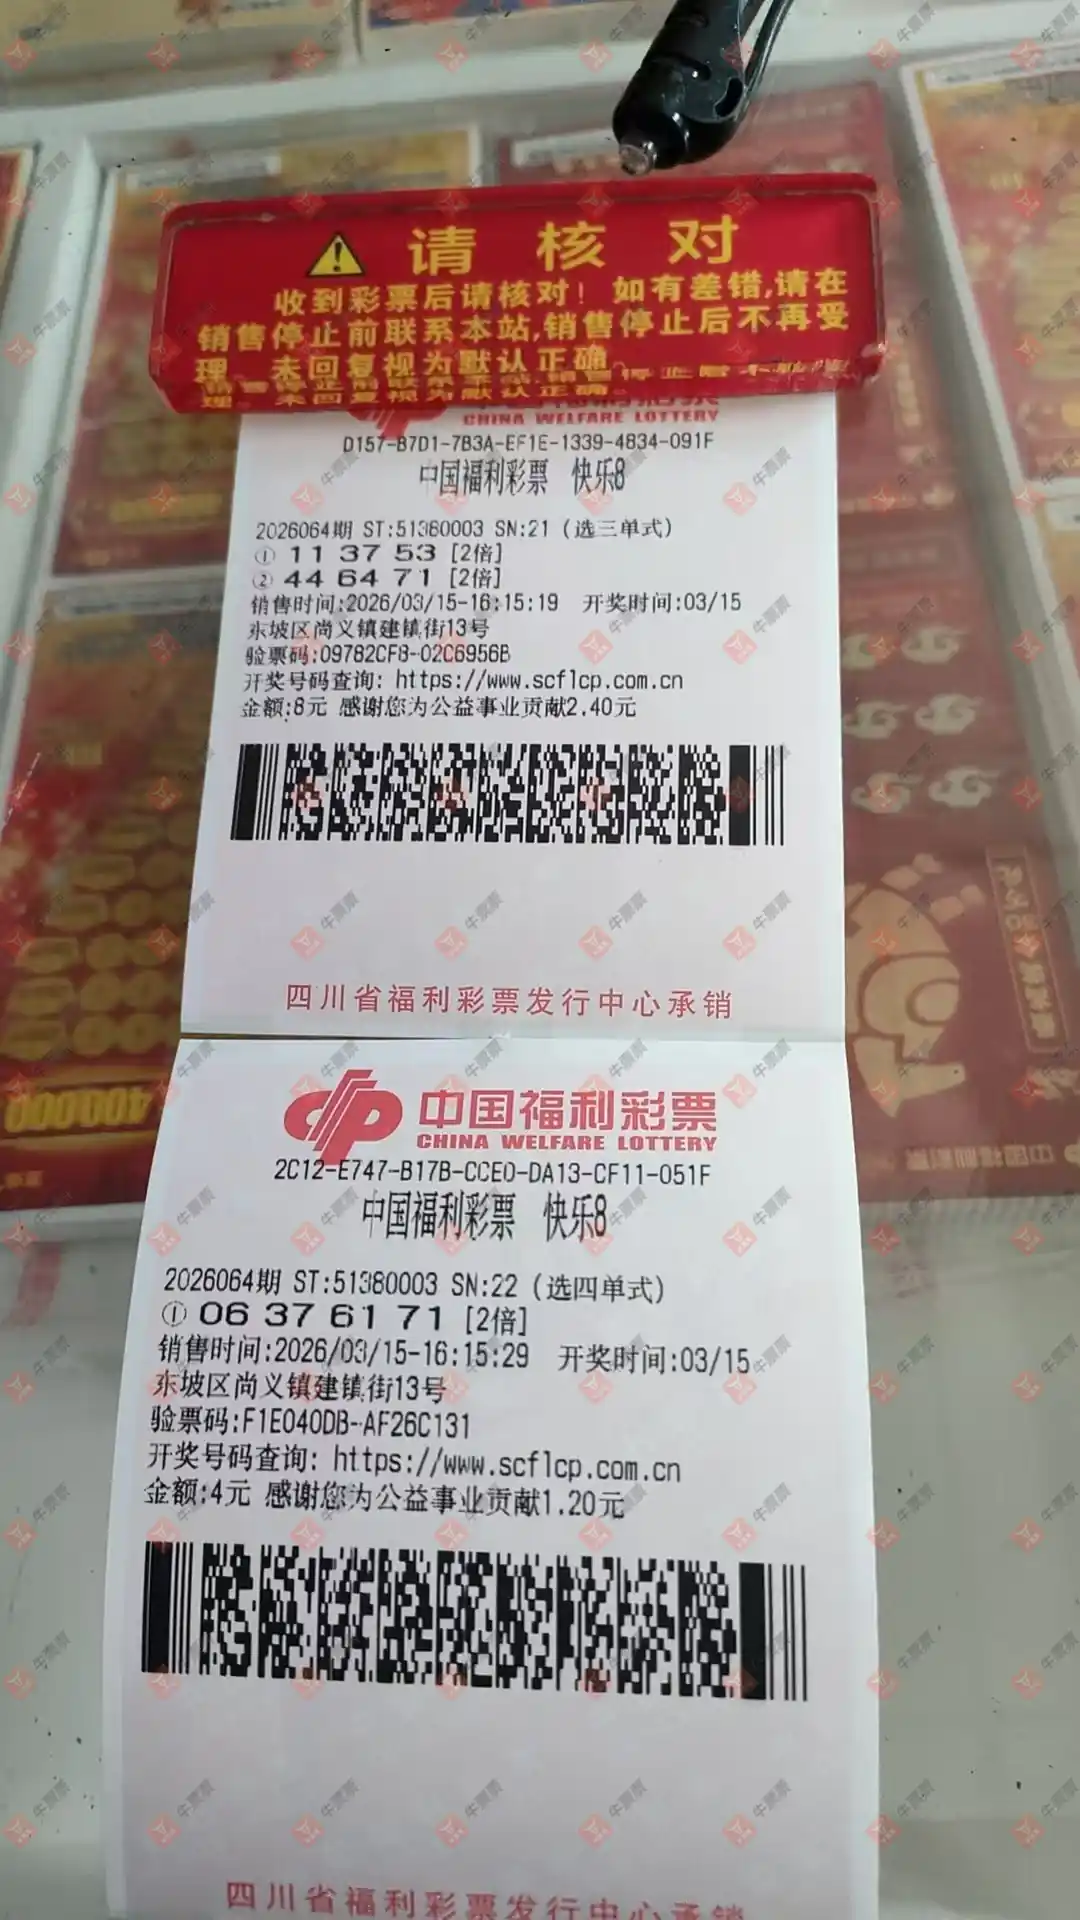 请核对
收到彩票后请核对！如有差错,请在
销售停止前联系本站,销售停止后不再受
理，未回复视为默认正确。
CHINA WELFARE LOTTERY
D157-B7D1-7B3A-EF1E-1339-4834-091F
中国福利彩票 快乐8
2026064期 ST:51380003 SN:21 (选三单式)
① 11 37 53 [2倍]
② 44 64 71 [2倍]
销售时间:2026/03/15-16:15:19 开奖时间:03/15
东坡区尚义镇建镇街13号
验票码:09782CF8-02C6956B
开奖号码查询: https://www.scflcp.com.cn
金额:8元 感谢您为公益事业贡献2.40元
四川省福利彩票发行中心承销
中国福利彩票
CHINA WELFARE LOTTERY
2C12-E747-B17B-CCE0-DA13-CF11-051F
中国福利彩票 快乐8
2026064期 ST:51380003 SN:22 (选四单式)
① 06 37 61 71 [2倍]
销售时间:2026/03/15-16:15:29 开奖时间:03/15
东坡区尚义镇建镇街13号
验票码:F1E040DB-AF26C131
开奖号码查询: https://www.scflcp.com.cn
金额:4元 感谢您为公益事业贡献1.20元
四川省福利彩票发行中心承销
牛票票